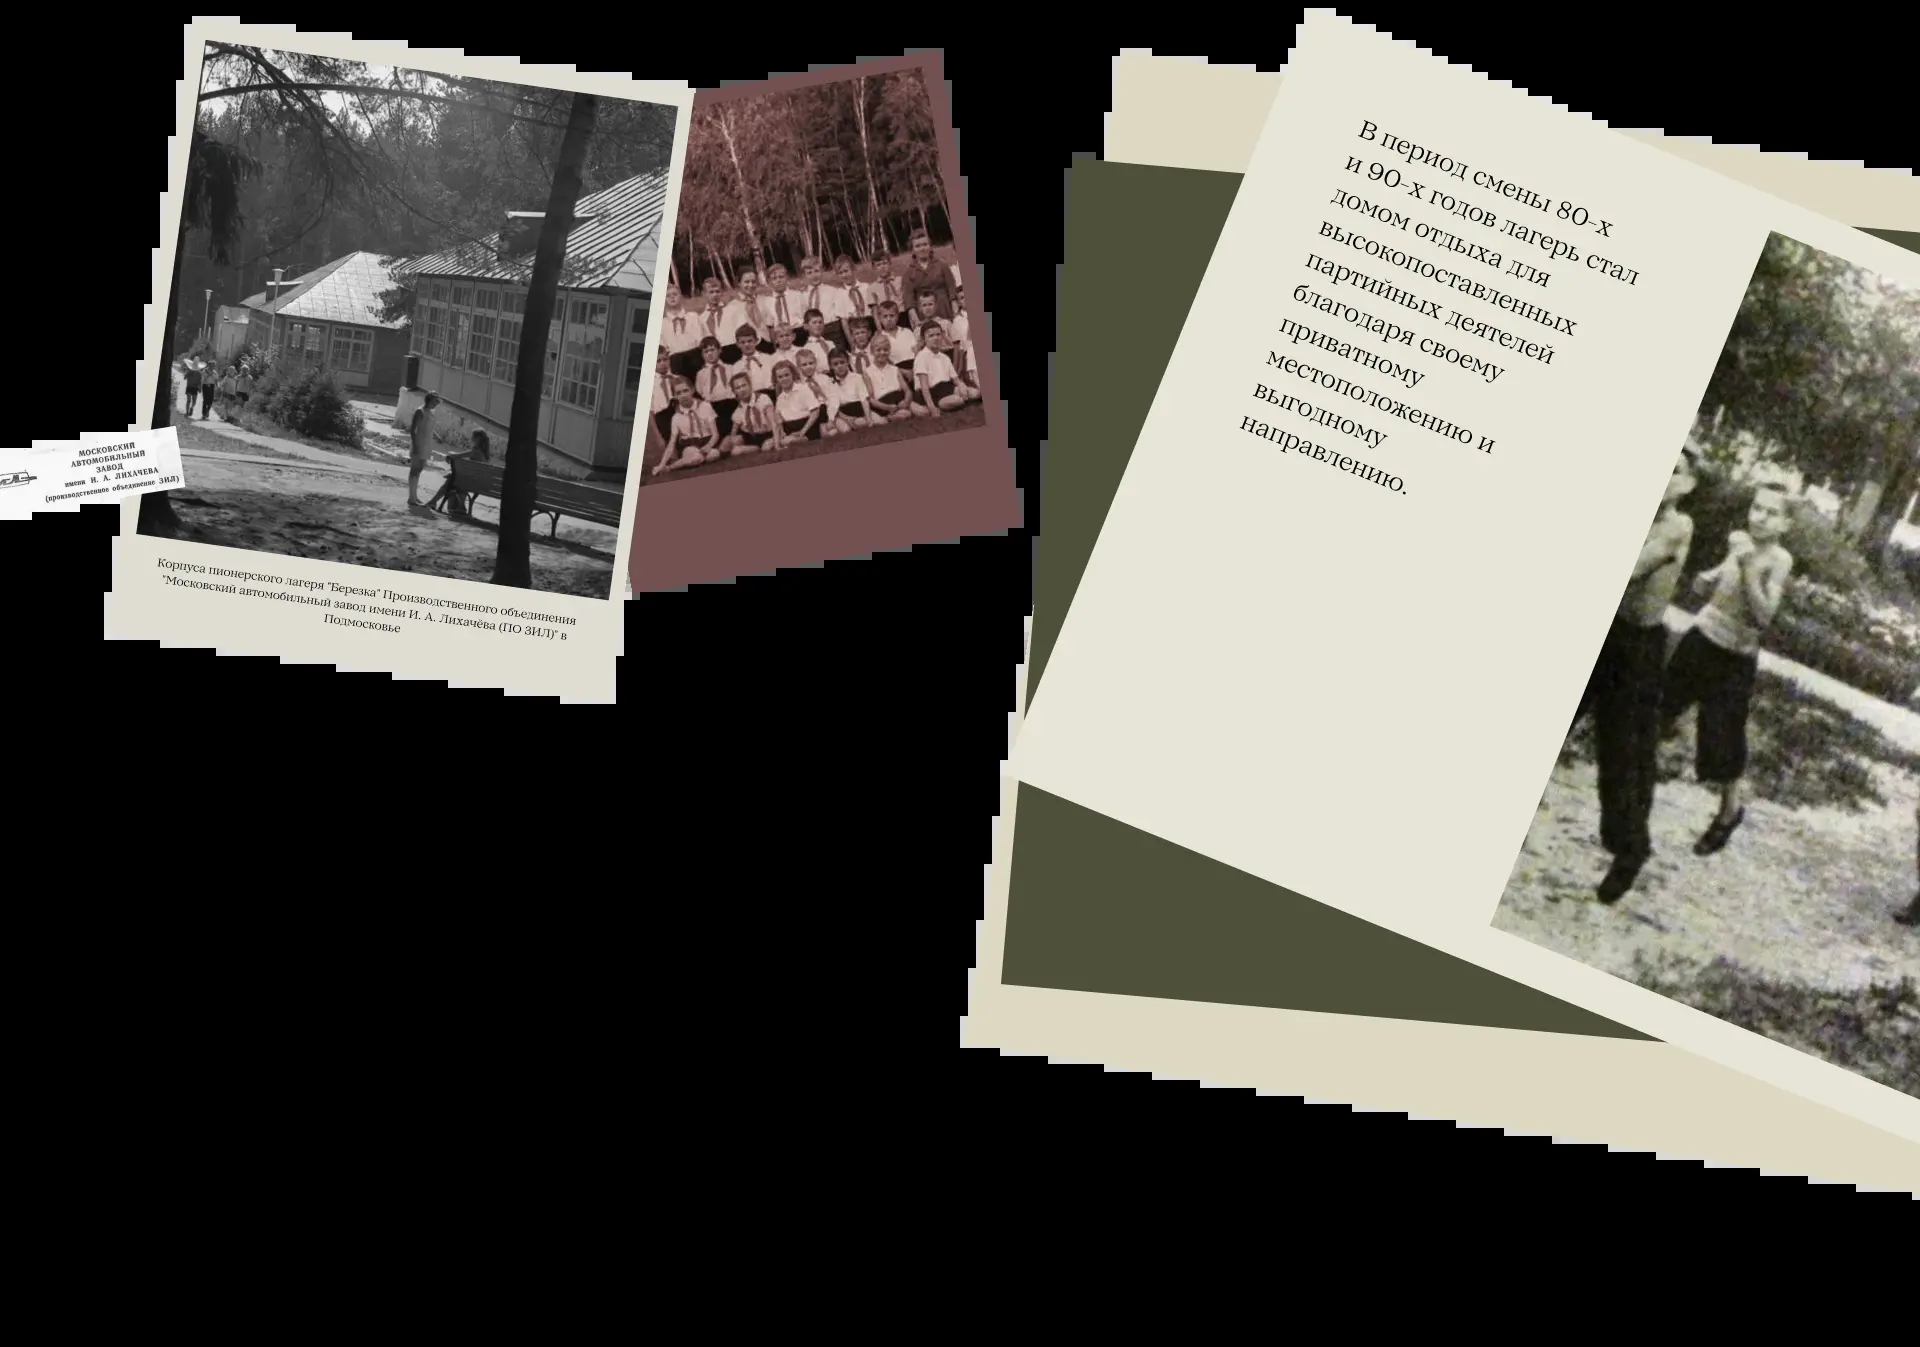 МОСКОВСКИЙ
АВТОМОБИЛЬНЫЙ
ЗАВОД
имени И. А. ЛИХАЧЕВА
(производственное объединение ЗИЛ)
Корпуса пионерского лагеря "Березка" Производственного объединения
"Московский автомобильный завод имени И. А. Лихачёва (ПО ЗИЛ)" в
Подмосковье
В период смены 80-х
и 90-х годов лагерь стал
домом отдыха для
высокопоставленных
партийных деятелей
благодаря своему
приватному
местоположению и
выгодному
направлению.